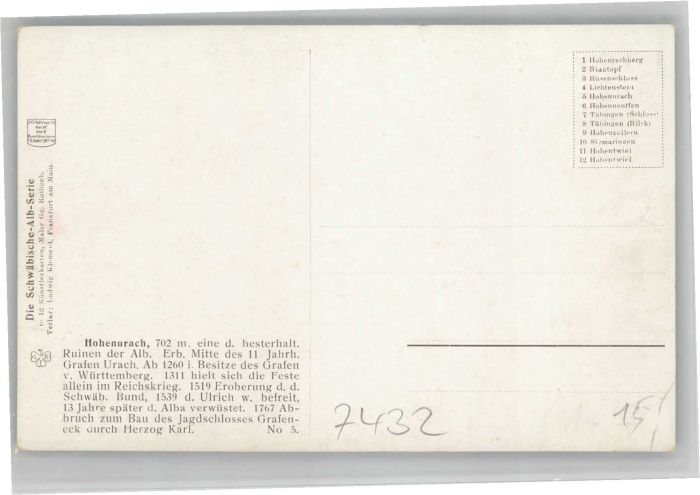 1 Hohenrechberg
2 Blautopf
3 Rusenschloss
4 Lichtenstein
5 Hohenurach
6 Hohenneuffen
7 Tübingen (Schloss)
8 Tübingen (Blick)
9 Hohenzollern
10 Sigmaringen
11 Hohentwiel
12 Hohentwiel
Die Schwäbische-Alb-Serie
12 Künstlerkarten, Maler
Verlag: Ludwig Klement, Frankfurt am Main.
Hohenurach, 702 m. eine d. besterhalt.
Ruinen der Alb. Erb. Mitte des 11 Jahrh.
Grafen Urach. Ab 1260 i. Besitze des Grafen
v. Württemberg. 1311 hielt sich die Feste
allein im Reichskrieg. 1519 Eroberung d. d.
Schwäb. Bund, 1539 d. Ulrich w. befreit,
13 Jahre später d. Alba verwüstet. 1767 Ab-
bruch zum Bau des Jagdschlosses Grafen-
eck durch Herzog Karl. No 5.
7432
15,